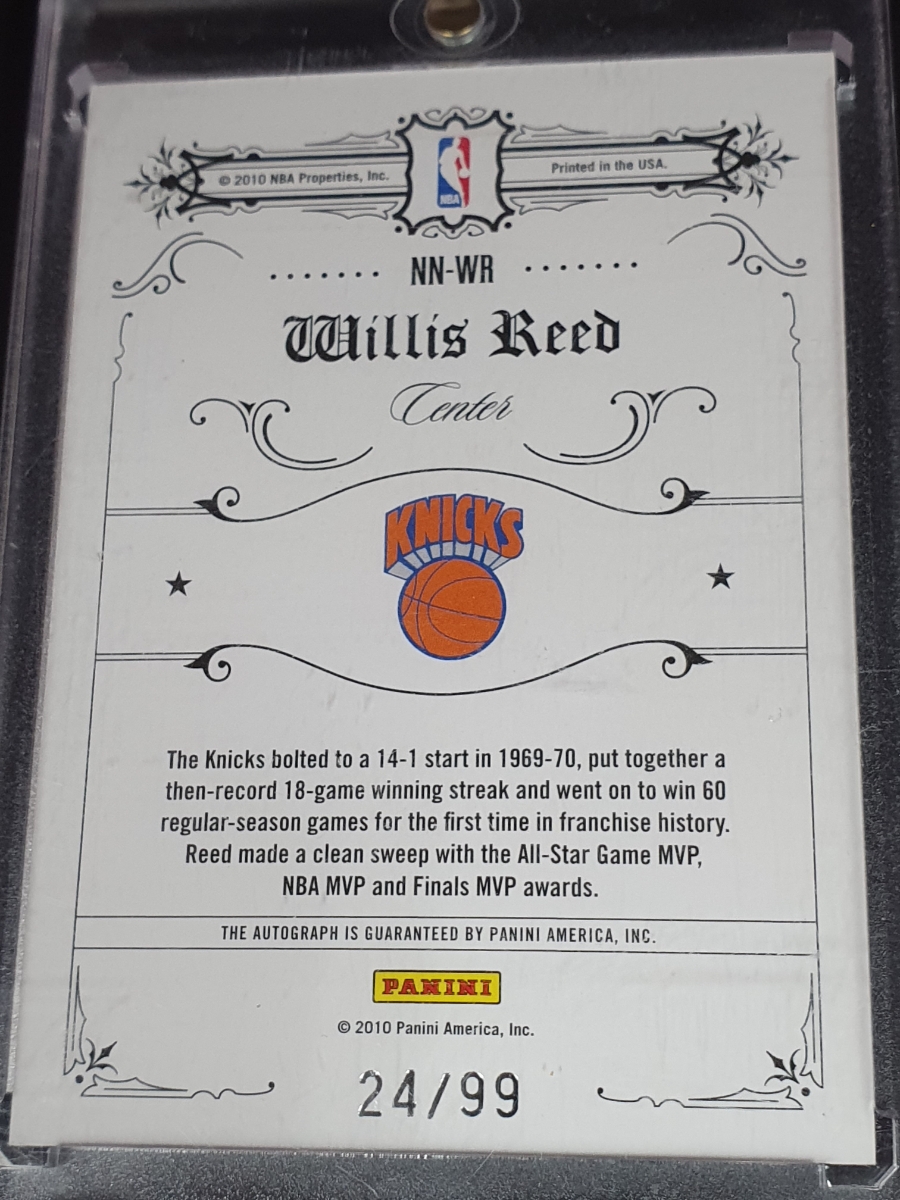 © 2010 NBA Properties, Inc.
NBA
Printed in the USA.
NN-WR
Willis Reed
Center
KNICKS
The Knicks bolted to a 14-1 start in 1969-70, put together a
then-record 18-game winning streak and went on to win 60
regular-season games for the first time in franchise history.
Reed made a clean sweep with the All-Star Game MVP,
NBA MVP and Finals MVP awards.
THE AUTOGRAPH IS GUARANTEED BY PANINI AMERICA, INC.
PANINI
© 2010 Panini America, Inc.
24/99